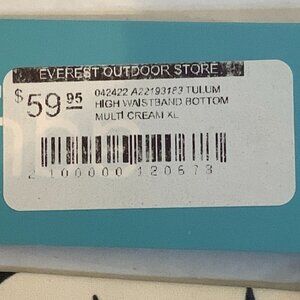 EVEREST OUTDOOR STORE
$59.95
042422 A22193183 TULUM
HIGH WAISTBAND BOTTOM
MULTI CREAM XL
2 100000 120673